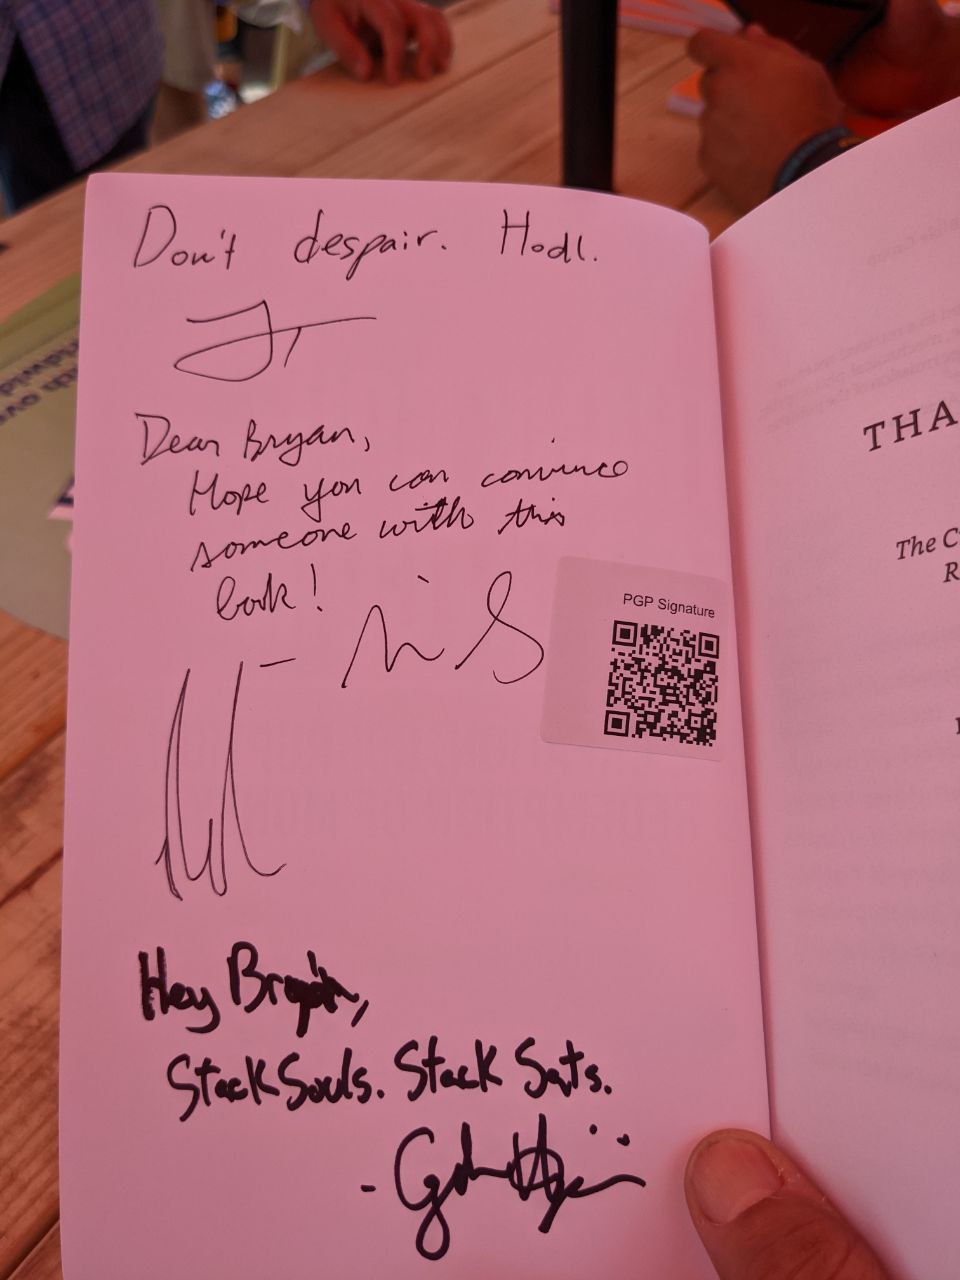 Don't despair. Hodl.
Dear Bryan,
Hope you can convince
someone with this
book!
PGP Signature
Hey Bryan,
Stack Souls. Stack Sats.
THA
The C
R